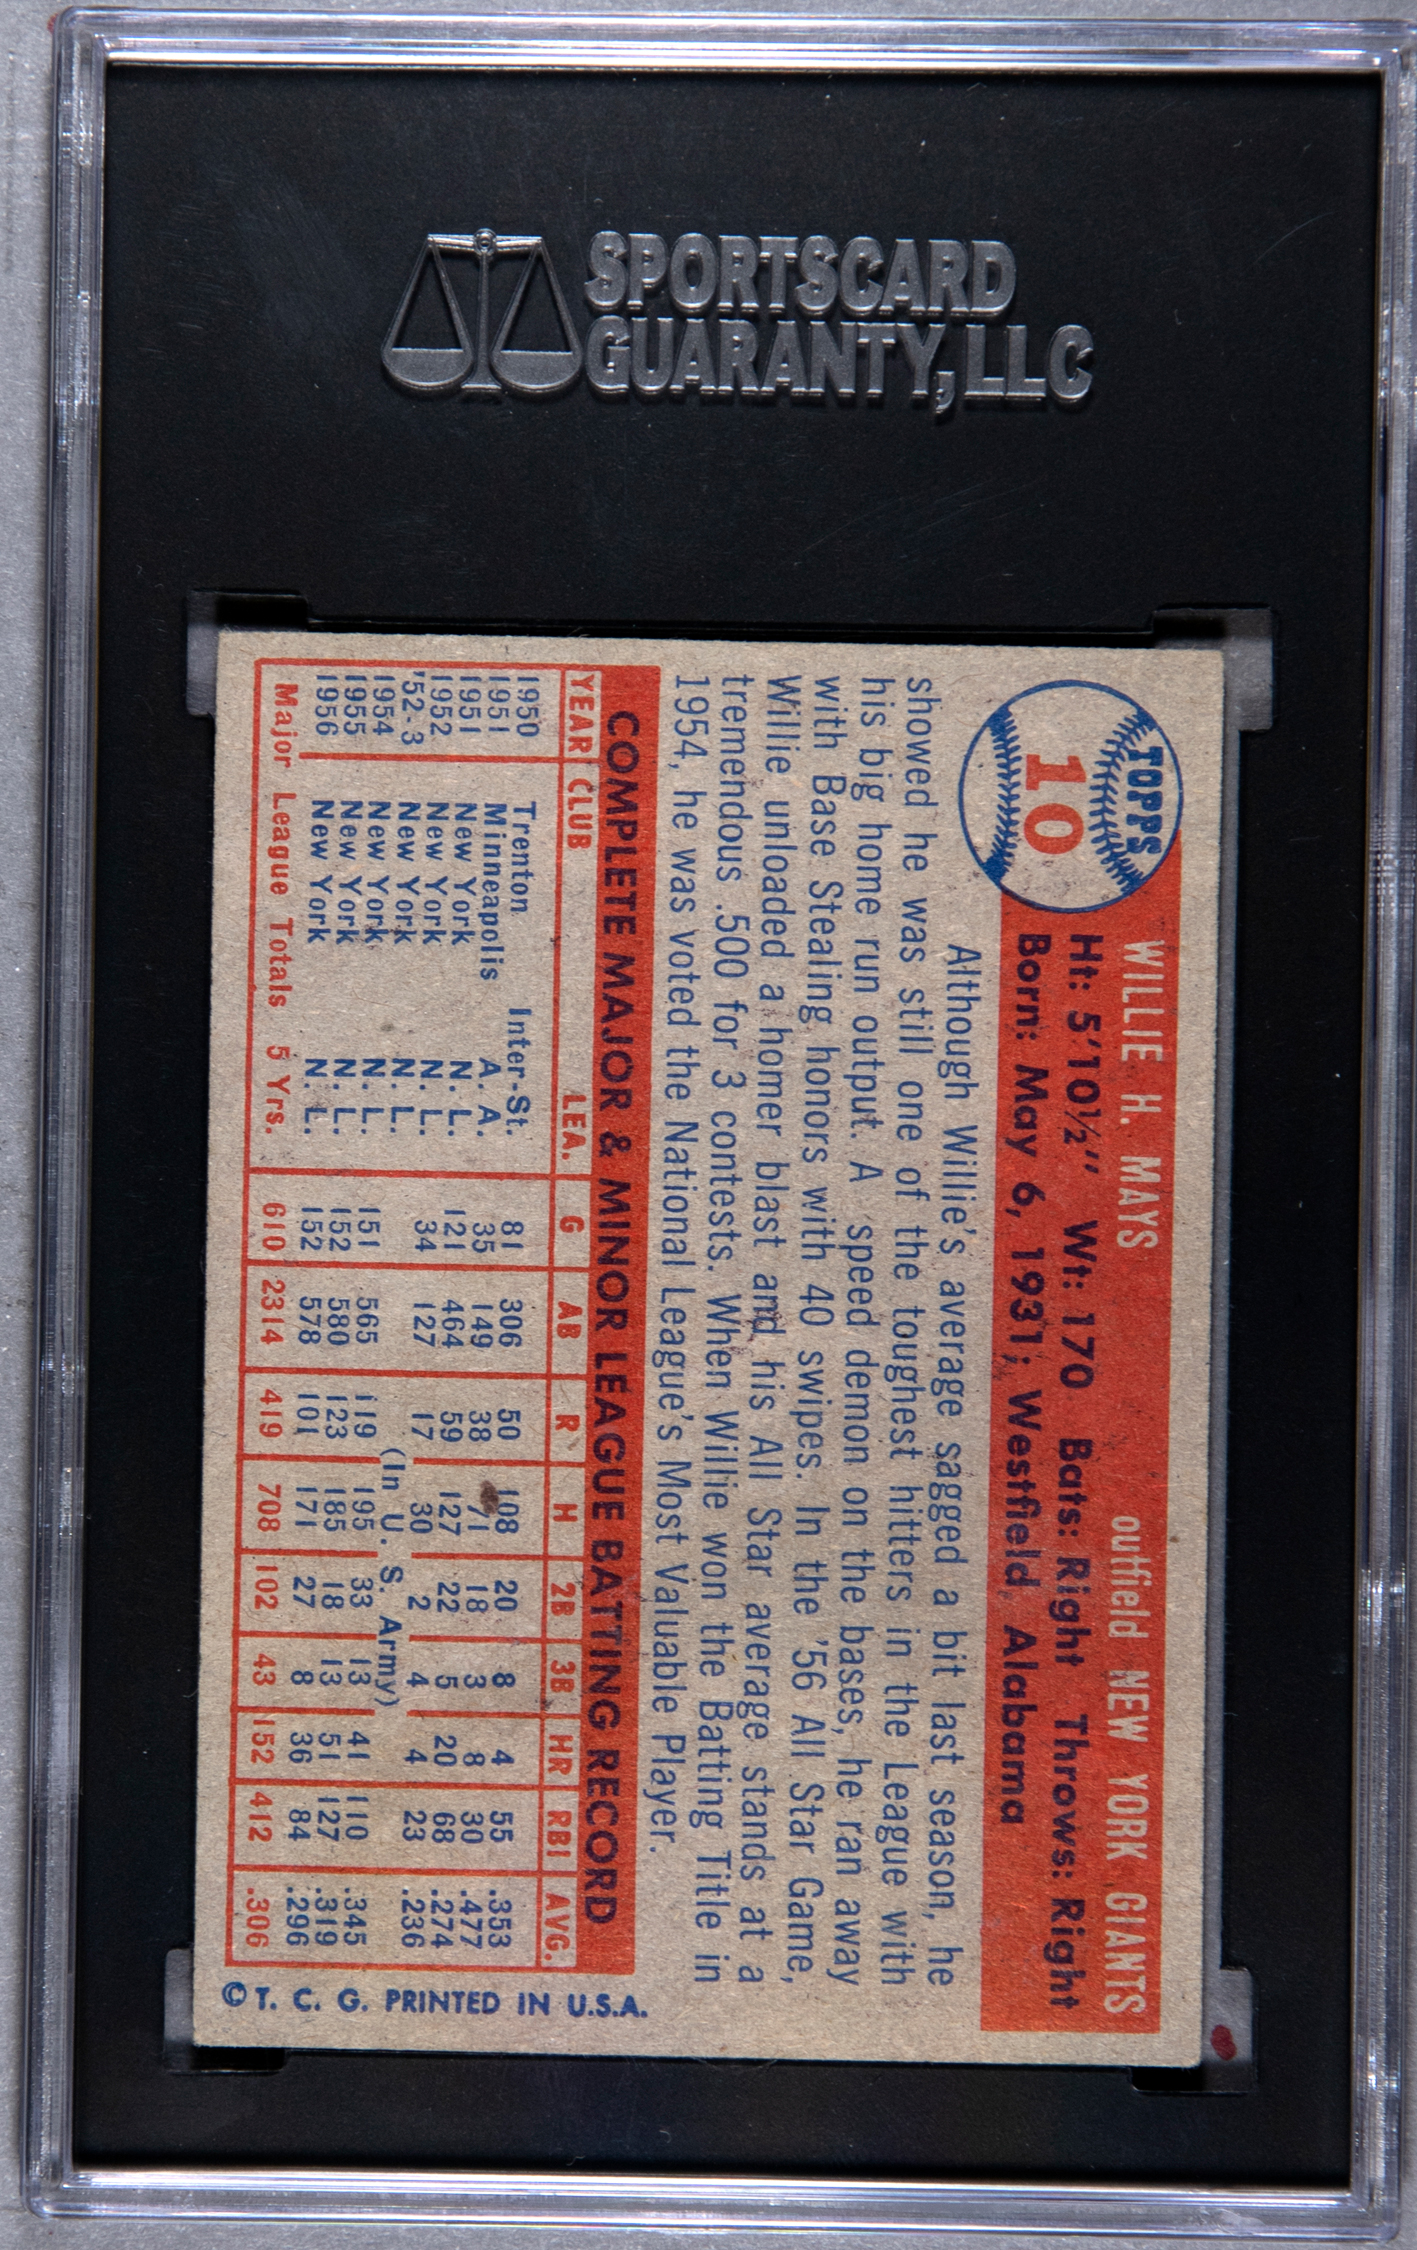 SPORTSCARD
GUARANTY, LLC
TOPPS
10
WILLIE H. MAYS outfield NEW YORK GIANTS
Ht: 5'10½" Wt: 170 Bats: Right Throws: Right
Born: May 6, 1931; Westfield, Alabama
Although Willie's average sagged a bit last season, he
showed he was still one of the toughest hitters in the League with
his big home run output. A speed demon on the bases, he ran away
with Base Stealing honors with 40 swipes. In the '56 All Star Game,
Willie unloaded a homer blast and his All Star average stands at a
tremendous .500 for 3 contests. When Willie won the Batting Title in
1954, he was voted the National League's Most Valuable Player.
COMPLETE MAJOR & MINOR LEAGUE BATTING RECORD
YEAR CLUB LEA. G AB R H 2B 3B HR RBI AVG.
1950 Trenton Inter-St. 81 306 50 108 20 8 4 55 .353
1951 Minneapolis A. A. 35 149 38 71 18 3 8 30 .477
1951 New York N. L. 121 464 59 127 22 5 20 68 .274
1952 New York N. L. 34 127 17 30 2 4 4 23 .236
'52-3 New York N. L. (In U. S. Army)
1954 New York N. L. 151 565 119 195 33 13 41 110 .345
1955 New York N. L. 152 580 123 185 18 13 51 127 .319
1956 New York N. L. 152 578 101 171 27 8 36 84 .296
Major League Totals 5 Yrs. 610 2314 419 708 102 43 152 412 .306
© T. C. G. PRINTED IN U.S.A.